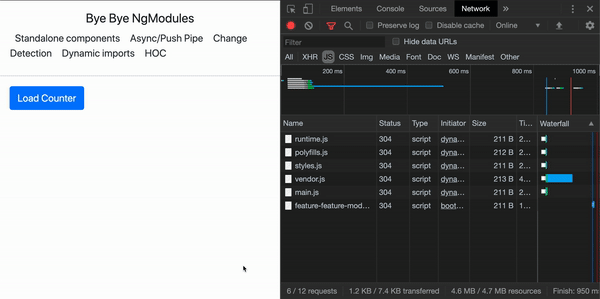 Bye Bye NgModules
Standalone components Async/Push Pipe Change
Detection Dynamic imports HOC
Load Counter
Elements Console Sources Network »
Preserve log Disable cache Online
Filter Hide data URLs
All XHR JS CSS Img Media Font Doc WS Manifest Other
200 ms 400 ms 600 ms 800 ms 1000 ms
Name Status Type Initiator Size Ti... Waterfall
runtime.js 304 script dyna... 211 B 2...
polyfills.js 304 script dyna... 212 B 2...
styles.js 304 script dyna... 211 B 2...
vendor.js 304 script dyna... 213 B 4...
main.js 304 script dyna... 211 B 2...
feature-feature-mod... 304 script boot... 211 B 1...
6 / 12 requests 1.2 KB / 7.4 KB transferred 4.6 MB / 4.7 MB resources Finish: 950 m